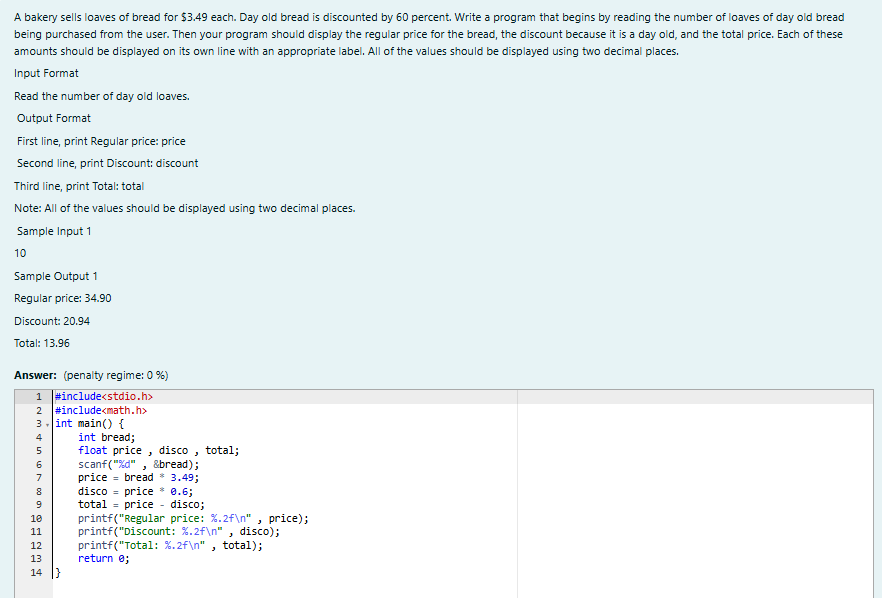 A bakery sells loaves of bread for $3.49 each. Day old bread is discounted by 60 percent. Write a program that begins by reading the number of loaves of day old bread
being purchased from the user. Then your program should display the regular price for the bread, the discount because it is a day old, and the total price. Each of these
amounts should be displayed on its own line with an appropriate label. All of the values should be displayed using two decimal places.
Input Format
Read the number of day old loaves.
Output Format
First line, print Regular price: price
Second line, print Discount: discount
Third line, print Total: total
Note: All of the values should be displayed using two decimal places.
Sample Input 1
10
Sample Output 1
Regular price: 34.90
Discount: 20.94
Total: 13.96
Answer: (penalty regime: 0 %)
1 #include<stdio.h>
2 #include<math.h>
3 int main() {
4     int bread;
5     float price , disco , total;
6     scanf("%d" , &bread);
7     price = bread * 3.49;
8     disco = price * 0.6;
9     total = price - disco;
10     printf("Regular price: %.2f\n" , price);
11     printf("Discount: %.2f\n" , disco);
12     printf("Total: %.2f\n" , total);
13     return 0;
14 }